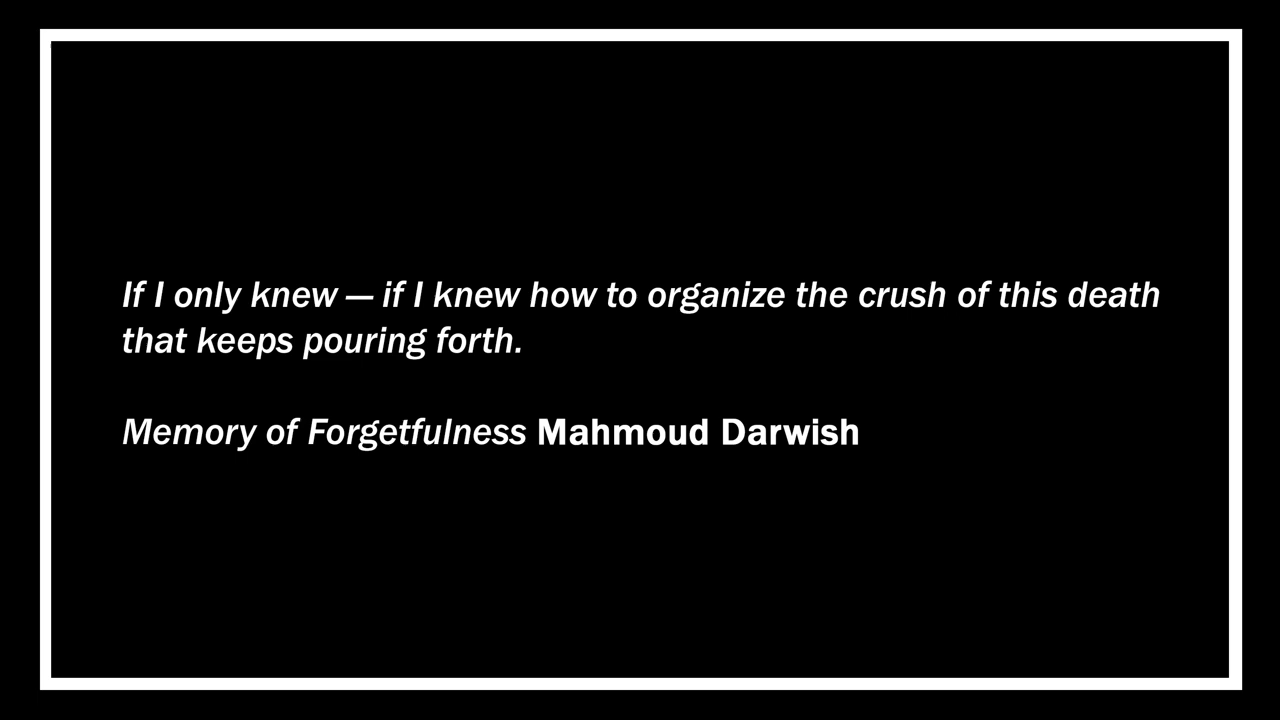 If I only knew — if I knew how to organize the crush of this death
that keeps pouring forth.
Memory of Forgetfulness Mahmoud Darwish